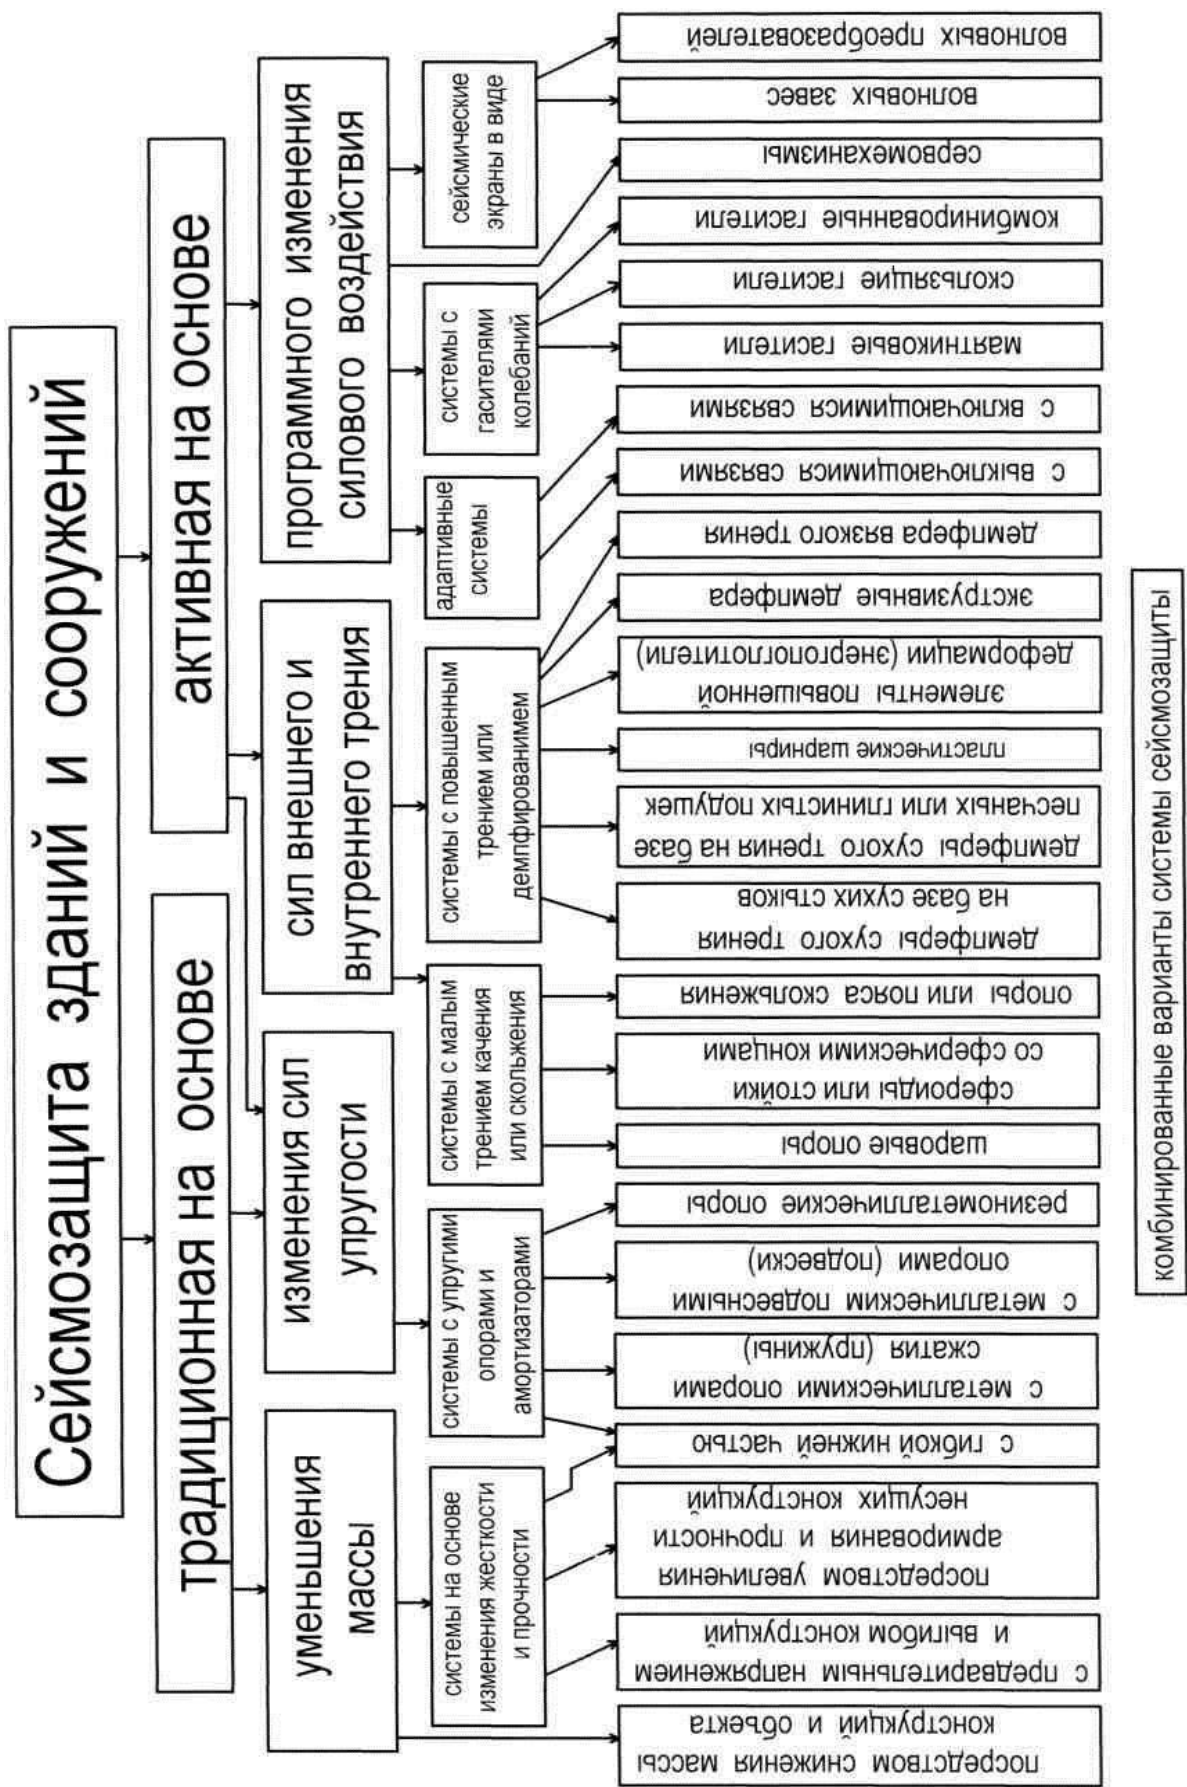 Сейсмозащита зданий и сооружений
традиционная на основе
активная на основе
уменьшения
массы
изменения сил
упругости
сил внешнего и
внутреннего трения
программного изменения
силового воздействия
системы на основе
изменения жесткости
и прочности
системы с упругими
опорами и
амортизаторами
системы с малым
трением качения
или скольжения
системы с повышенным
трением или
демпфированимем
адаптивные
системы
системы с
гасителями
колебаний
сейсмические
экраны в виде
посредством снижения массы
конструкций и объекта
с предварительным напряжением
и выгибом конструкций
посредством увеличения
армирования и прочности
несущих конструкций
с гибкой нижней частью
с металлическими опорами
сжатия (пружины)
с металлическим подвесными
опорами (подвески)
резинометаллические опоры
шаровые опоры
сфероиды или стойки
со сферическими концами
опоры или пояса скольжения
демпферы сухого трения
на базе сухих стыков
демпферы сухого трения на базе
песчаных или глинистых подушек
пластические шарниры
элементы повышенной
деформации (энергопоглотители)
экструзивные демпфера
демпфера вязкого трения
с выключающимися связями
с включающимися связями
маятниковые гасители
скользящие гасители
комбинированные гасители
сервомеханизмы
волновых завес
волновых преобразователей
комбинированные варианты системы сейсмозащиты